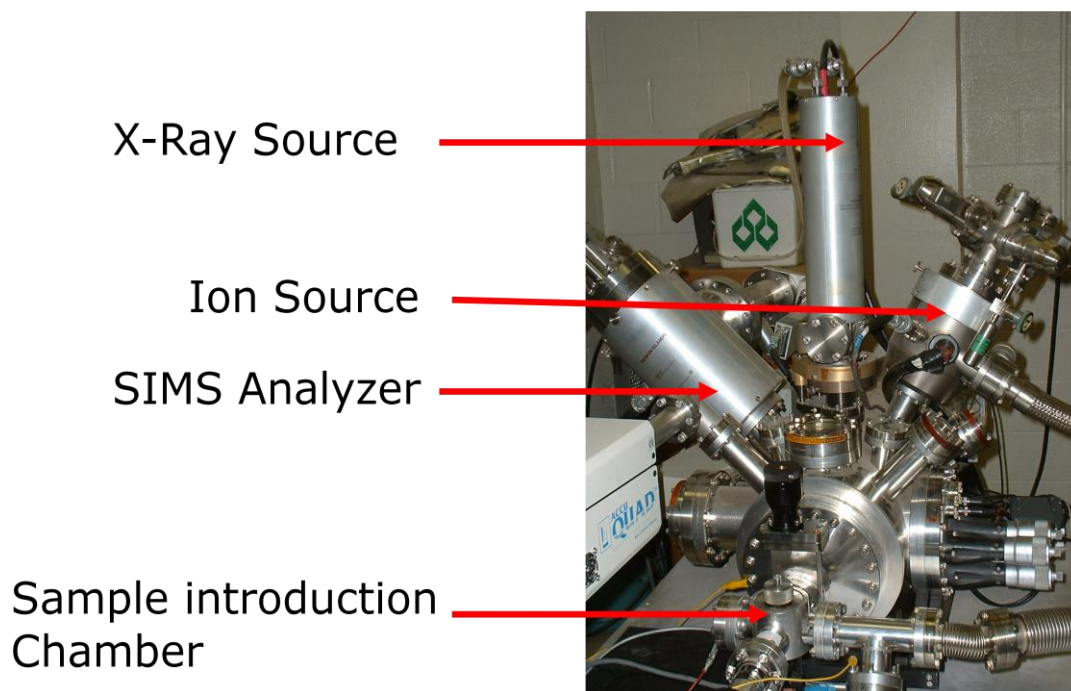 X-Ray Source
Ion Source
SIMS Analyzer
Sample introduction
Chamber
ACCU
QUAD